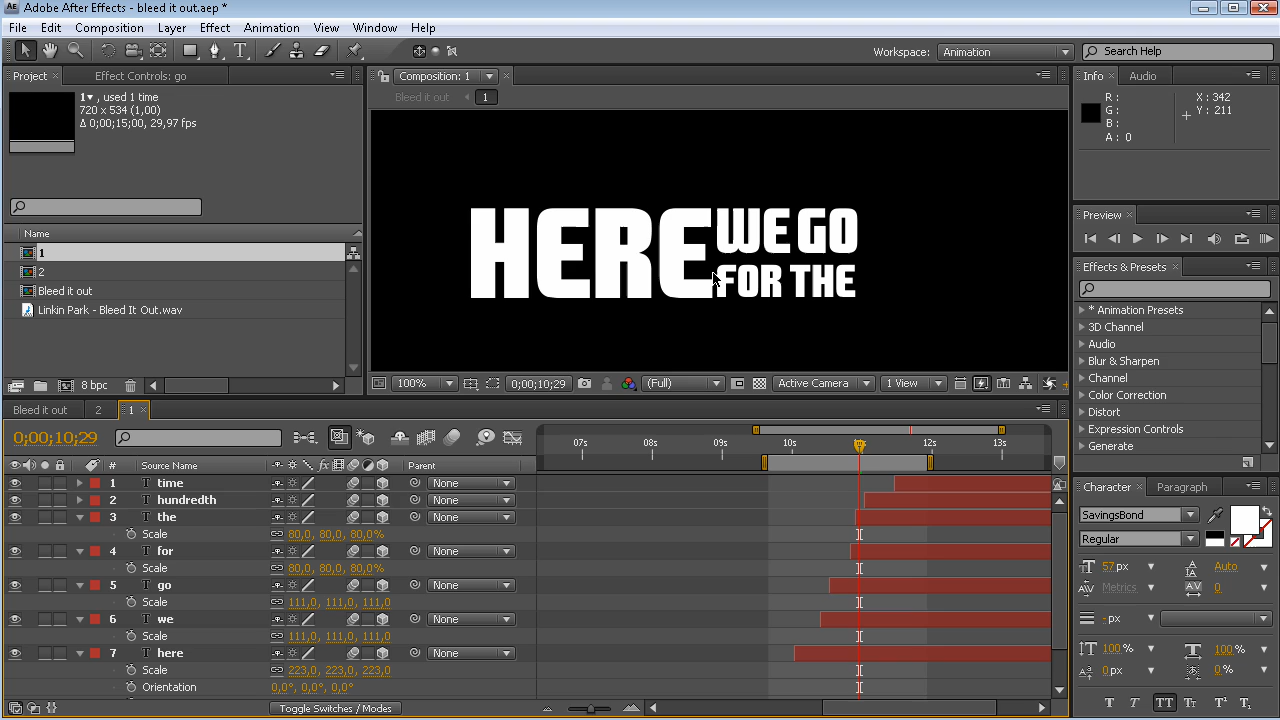 Adobe After Effects - bleed it out.aep *
File Edit Composition Layer Effect Animation View Window Help
Workspace: Animation Search Help
Project Effect Controls: go
1▾ , used 1 time
720 x 534 (1,00)
Δ 0;00;15;00, 29,97 fps
Name
1
2
Bleed it out
Linkin Park - Bleed It Out.wav
8 bpc
Composition: 1
Bleed it out 1
HERE WE GO
FOR THE
100% 0;00;10;29 (Full) Active Camera 1 View
Info Audio
R :
G :
B :
A : 0
X : 342
Y : 211
Preview
Effects & Presets
* Animation Presets
3D Channel
Audio
Blur & Sharpen
Channel
Color Correction
Distort
Expression Controls
Generate
Bleed it out 2 1
0;00;10;29
07s 08s 09s 10s 11s 12s 13s
# Source Name Parent
1 T time None
2 T hundredth None
3 T the None
Scale 80,0, 80,0, 80,0%
4 T for None
Scale 80,0, 80,0, 80,0%
5 T go None
Scale 111,0, 111,0, 111,0
6 T we None
Scale 111,0, 111,0, 111,0
7 T here None
Scale 223,0, 223,0, 223,0
Orientation 0,0°, 0,0°, 0,0°
Toggle Switches / Modes
Character Paragraph
SavingsBond
Regular
57 px Auto
Metrics 0
- px
100 % 100 %
0 px 0 %
T T TT Tт T¹ T₁